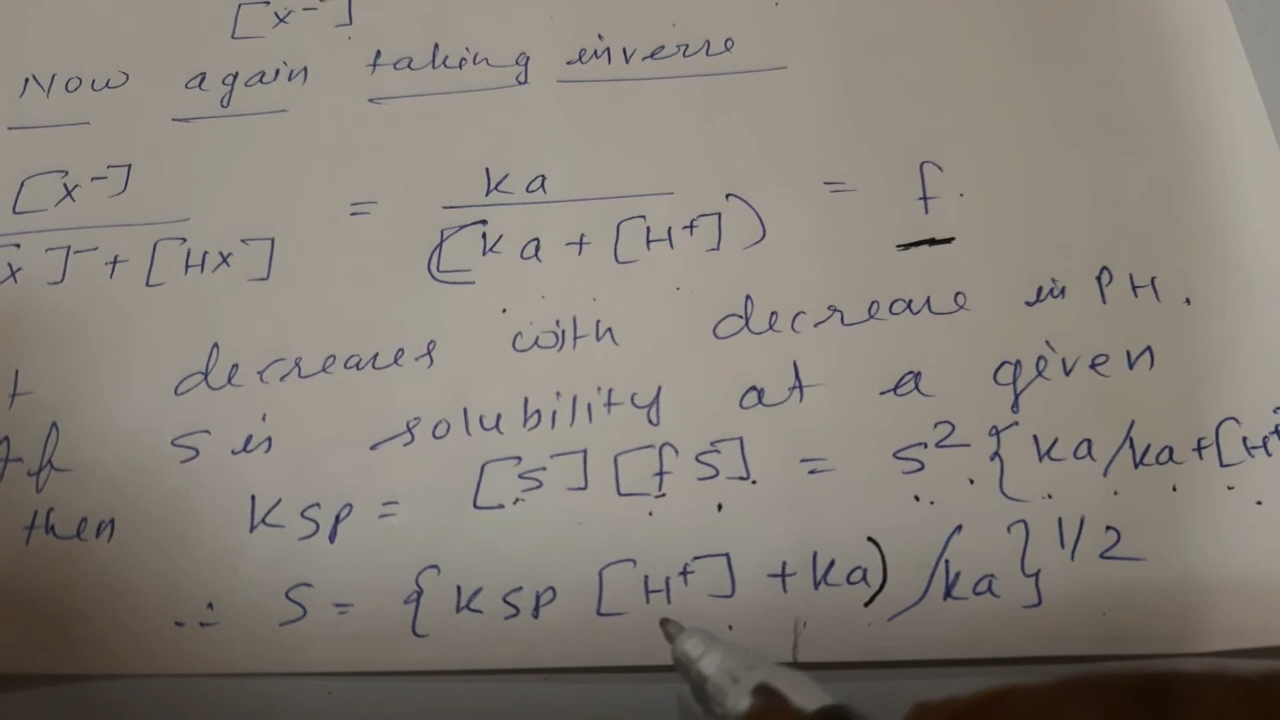 [x⁻]
Now again taking inverse
[x⁻] / x ]⁻ + [Hx] = ka / [ka + [H⁺]) = f.
decreases with decrease in PH.
If S is solubility at a given
then KSP = [S] [f S] = S² { ka/ka + [H⁺
∴ S = { KSP [H⁺] + ka) / ka }^1/2